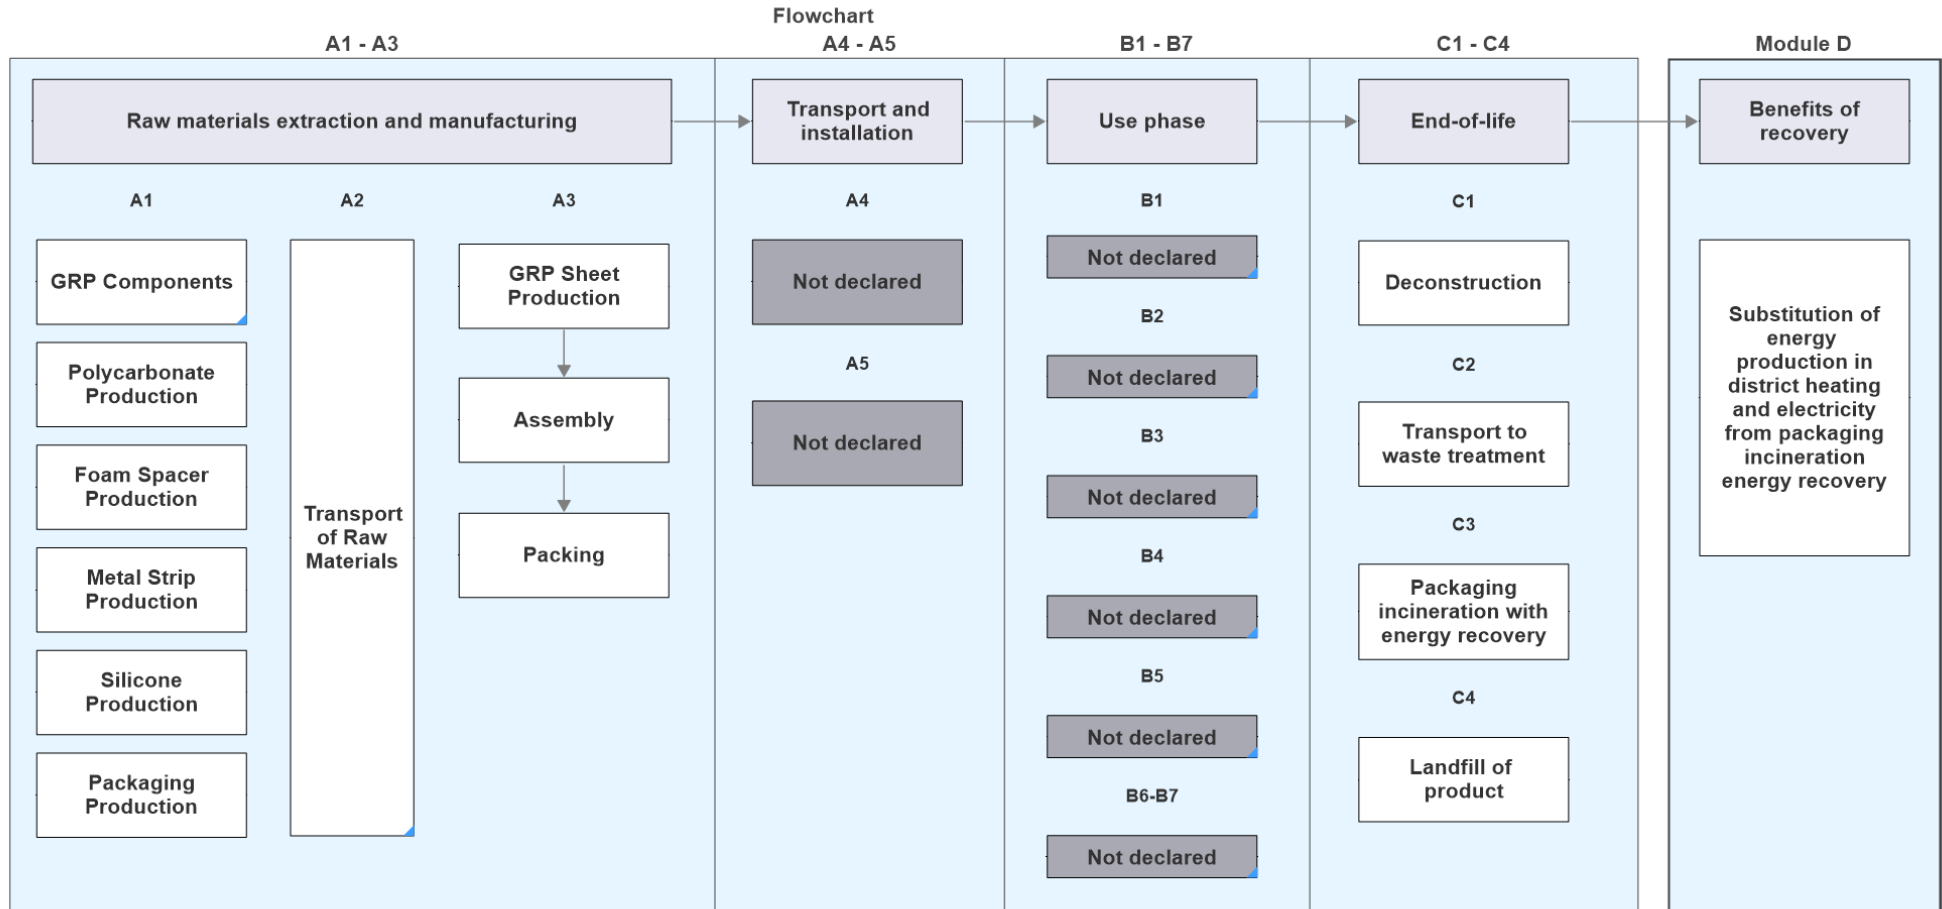 Flowchart
A1 - A3
A4 - A5
B1 - B7
C1 - C4
Module D
Raw materials extraction and manufacturing
Transport and
installation
Use phase
End-of-life
Benefits of
recovery
A1
GRP Components
Polycarbonate
Production
Foam Spacer
Production
Metal Strip
Production
Silicone
Production
Packaging
Production
A2
Transport
of Raw
Materials
A3
GRP Sheet
Production
Assembly
Packing
A4
Not declared
A5
Not declared
B1
Not declared
B2
Not declared
B3
Not declared
B4
Not declared
B5
Not declared
B6-B7
Not declared
C1
Deconstruction
C2
Transport to
waste treatment
C3
Packaging
incineration with
energy recovery
C4
Landfill of
product
Substitution of
energy
production in
district heating
and electricity
from packaging
incineration
energy recovery